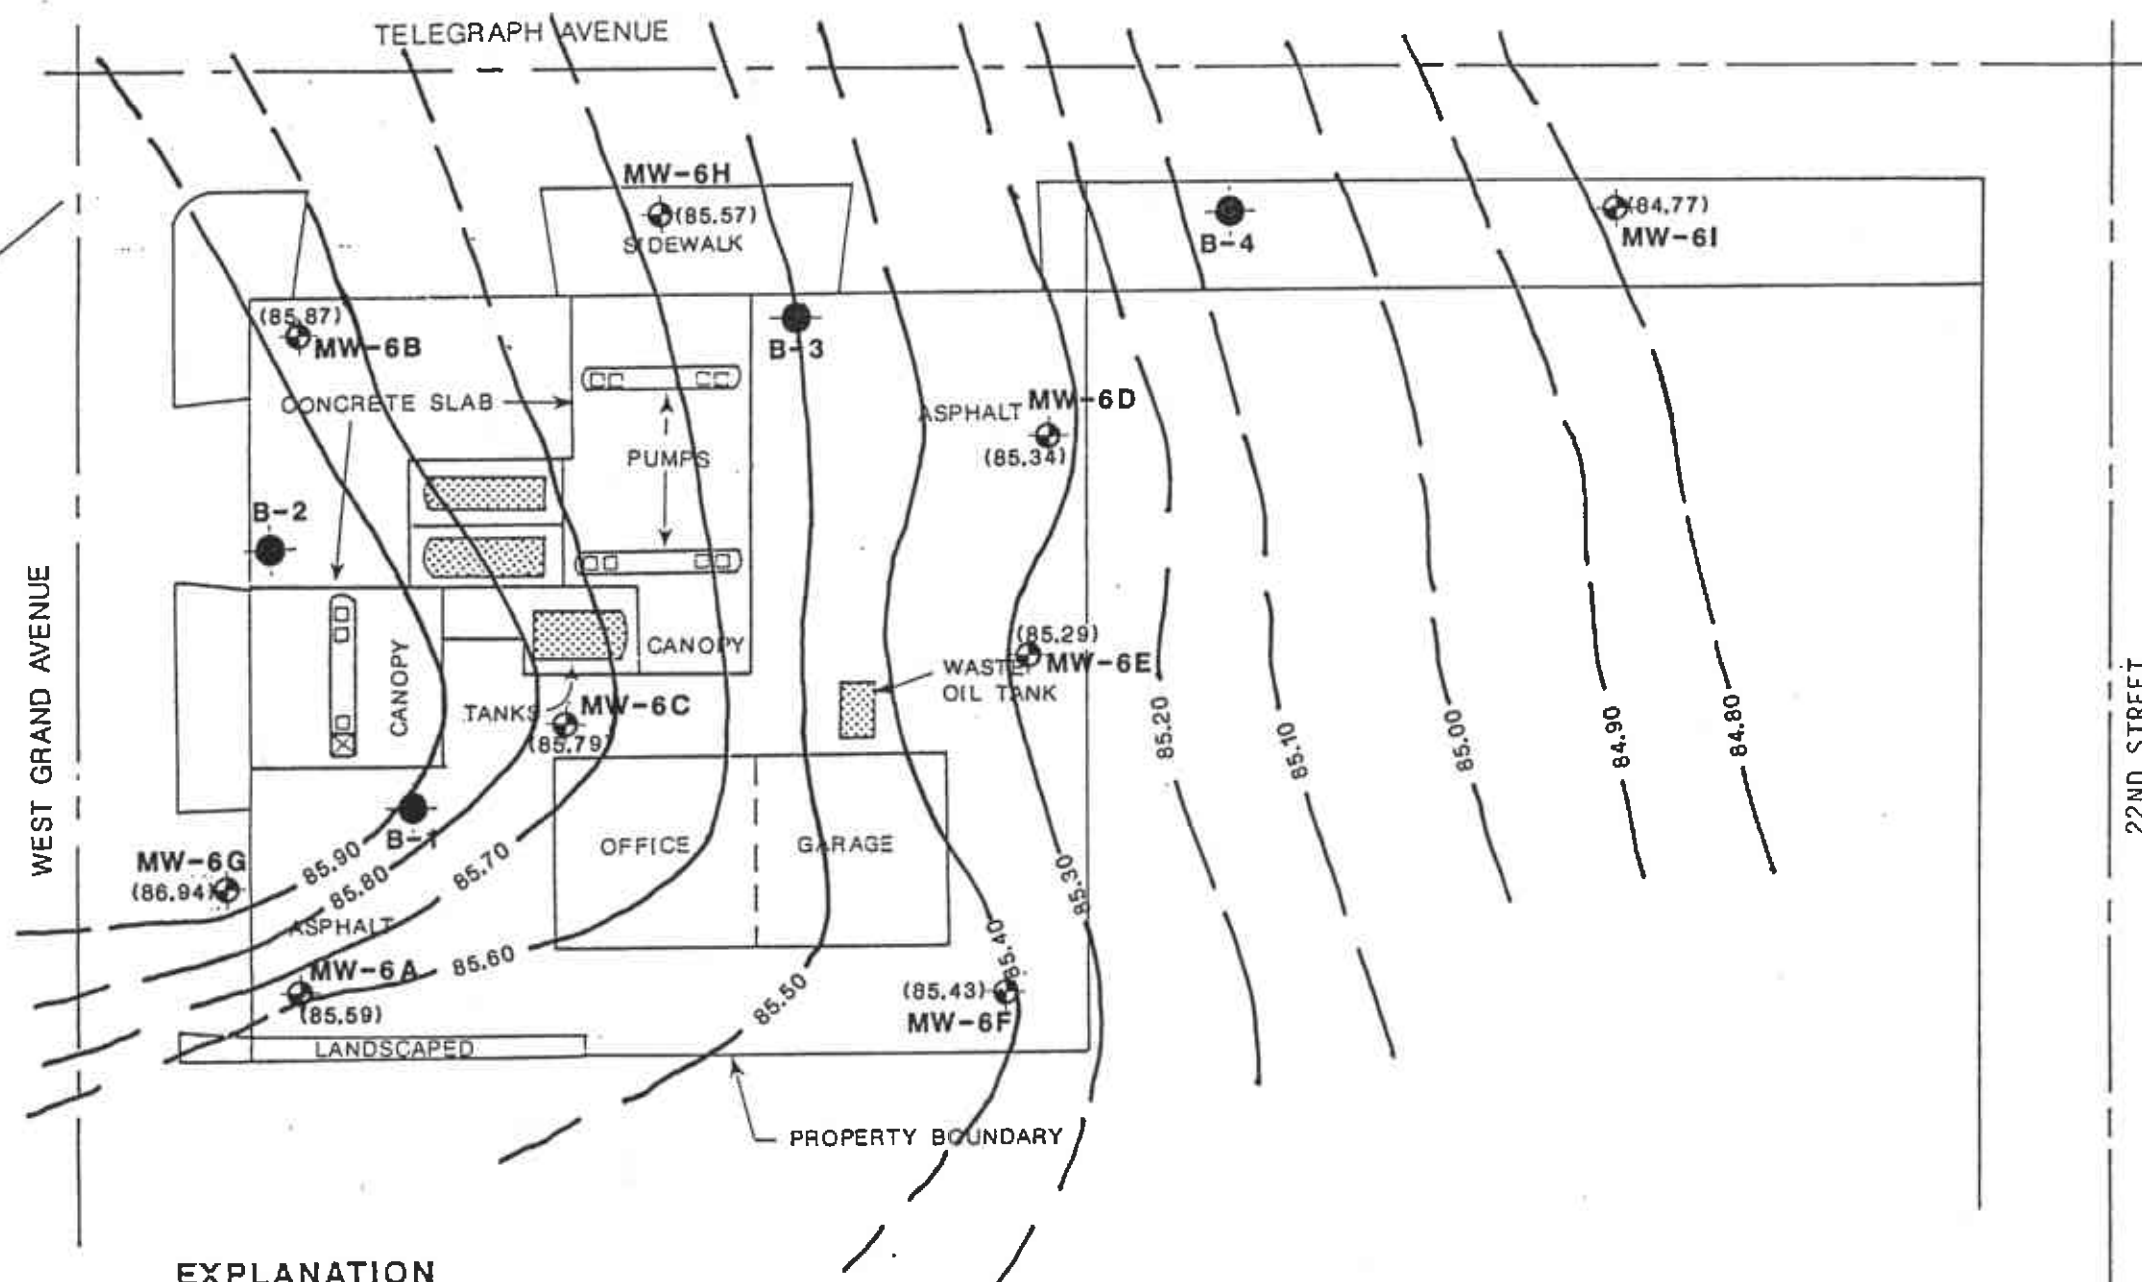 TELEGRAPH AVENUE
MW-6H
(85.57)
SIDEWALK
B-4
(84.77)
MW-6I
(85.87)
MW-6B
B-3
CONCRETE SLAB
ASPHALT
MW-6D
(85.34)
PUMPS
B-2
WEST GRAND AVENUE
CANOPY
CANOPY
(85.29)
MW-6E
WASTE
OIL TANK
TANKS
MW-6C
(85.79)
85.20
85.10
85.00
84.90
84.80
22ND STREET
B-1
OFFICE
GARAGE
MW-6G
(86.94)
85.90
85.80
85.70
85.30
ASPHALT
85.60
85.40
MW-6A
(85.59)
85.50
(85.43)
MW-6F
LANDSCAPED
PROPERTY BOUNDARY
EXPLANATION